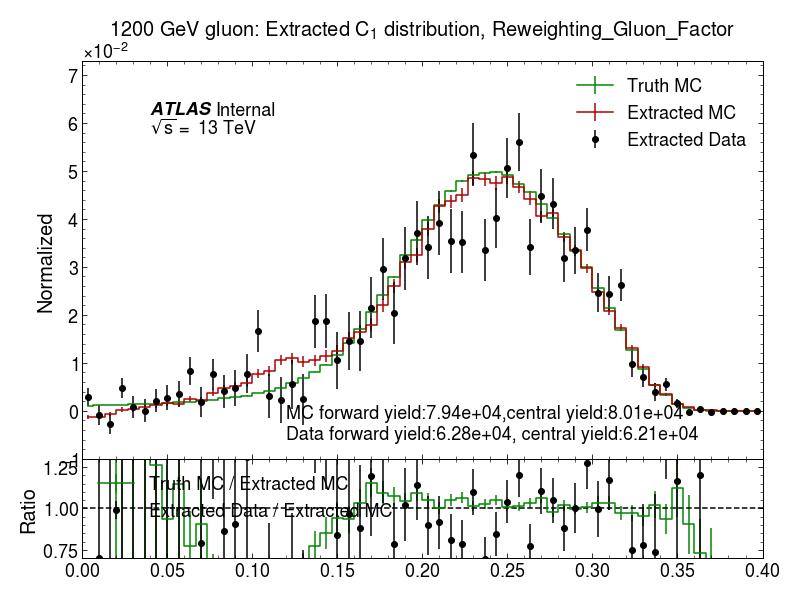 1200 GeV gluon: Extracted C₁ distribution, Reweighting_Gluon_Factor
×10⁻²
7
6
5
4
3
2
1
0
1
Normalized
ATLAS Internal
√s = 13 TeV
Truth MC
Extracted MC
Extracted Data
MC forward yield:7.94e+04,central yield:8.01e+04
Data forward yield:6.28e+04, central yield:6.21e+04
1.25
1.00
0.75
Ratio
Truth MC / Extracted MC
Extracted Data / Extracted MC
0.00 0.05 0.10 0.15 0.20 0.25 0.30 0.35 0.40